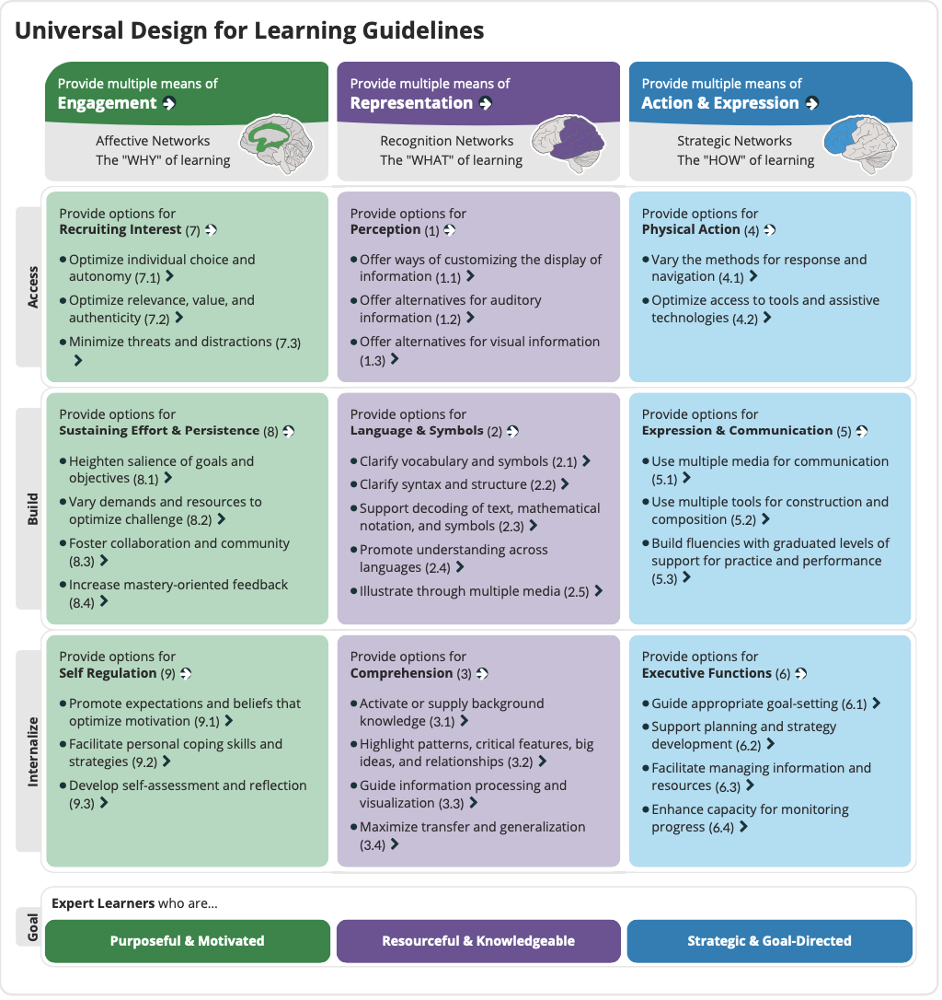 Universal Design for Learning Guidelines
Provide multiple means of
Engagement
Affective Networks
The "WHY" of learning
Provide multiple means of
Representation
Recognition Networks
The "WHAT" of learning
Provide multiple means of
Action & Expression
Strategic Networks
The "HOW" of learning
Access
Provide options for
Recruiting Interest (7)
Optimize individual choice and
autonomy (7.1)
Optimize relevance, value, and
authenticity (7.2)
Minimize threats and distractions (7.3)
Provide options for
Perception (1)
Offer ways of customizing the display of
information (1.1)
Offer alternatives for auditory
information (1.2)
Offer alternatives for visual information
(1.3)
Provide options for
Physical Action (4)
Vary the methods for response and
navigation (4.1)
Optimize access to tools and assistive
technologies (4.2)
Build
Provide options for
Sustaining Effort & Persistence (8)
Heighten salience of goals and
objectives (8.1)
Vary demands and resources to
optimize challenge (8.2)
Foster collaboration and community
(8.3)
Increase mastery-oriented feedback
(8.4)
Provide options for
Language & Symbols (2)
Clarify vocabulary and symbols (2.1)
Clarify syntax and structure (2.2)
Support decoding of text, mathematical
notation, and symbols (2.3)
Promote understanding across
languages (2.4)
Illustrate through multiple media (2.5)
Provide options for
Expression & Communication (5)
Use multiple media for communication
(5.1)
Use multiple tools for construction and
composition (5.2)
Build fluencies with graduated levels of
support for practice and performance
(5.3)
Internalize
Provide options for
Self Regulation (9)
Promote expectations and beliefs that
optimize motivation (9.1)
Facilitate personal coping skills and
strategies (9.2)
Develop self-assessment and reflection
(9.3)
Provide options for
Comprehension (3)
Activate or supply background
knowledge (3.1)
Highlight patterns, critical features, big
ideas, and relationships (3.2)
Guide information processing and
visualization (3.3)
Maximize transfer and generalization
(3.4)
Provide options for
Executive Functions (6)
Guide appropriate goal-setting (6.1)
Support planning and strategy
development (6.2)
Facilitate managing information and
resources (6.3)
Enhance capacity for monitoring
progress (6.4)
Goal
Expert Learners who are...
Purposeful & Motivated
Resourceful & Knowledgeable
Strategic & Goal-Directed